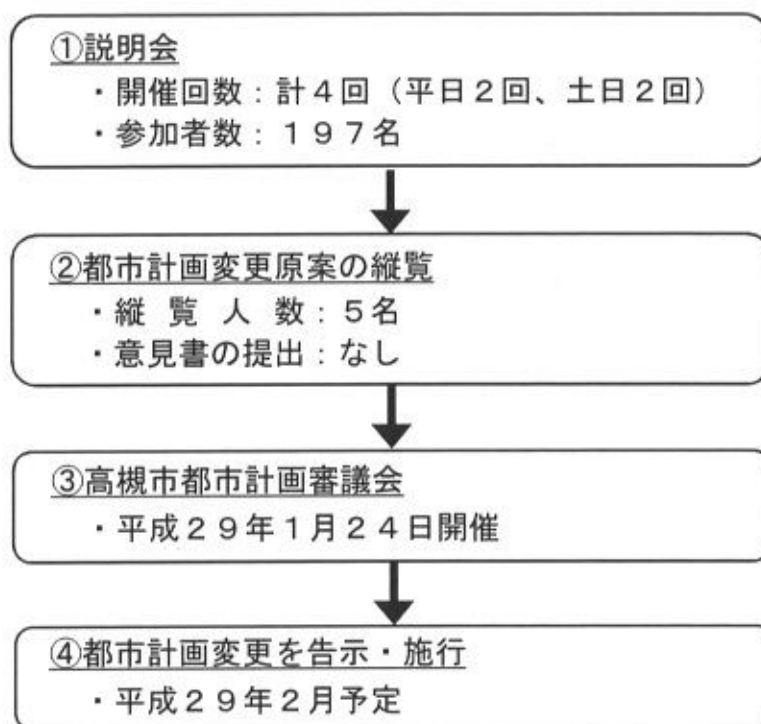 ①説明会
・開催回数：計４回（平日２回、土日２回）
・参加者数：１９７名
②都市計画変更原案の縦覧
・縦 覧 人 数：５名
・意見書の提出：なし
③高槻市都市計画審議会
・平成２９年１月２４日開催
④都市計画変更を告示・施行
・平成２９年２月予定